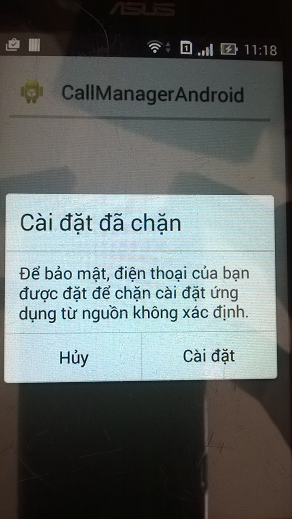 ASUS
1 11:18
CallManagerAndroid
Cài đặt đã chặn
Để bảo mật, điện thoại của bạn
được đặt để chặn cài đặt ứng
dụng từ nguồn không xác định.
Hủy Cài đặt